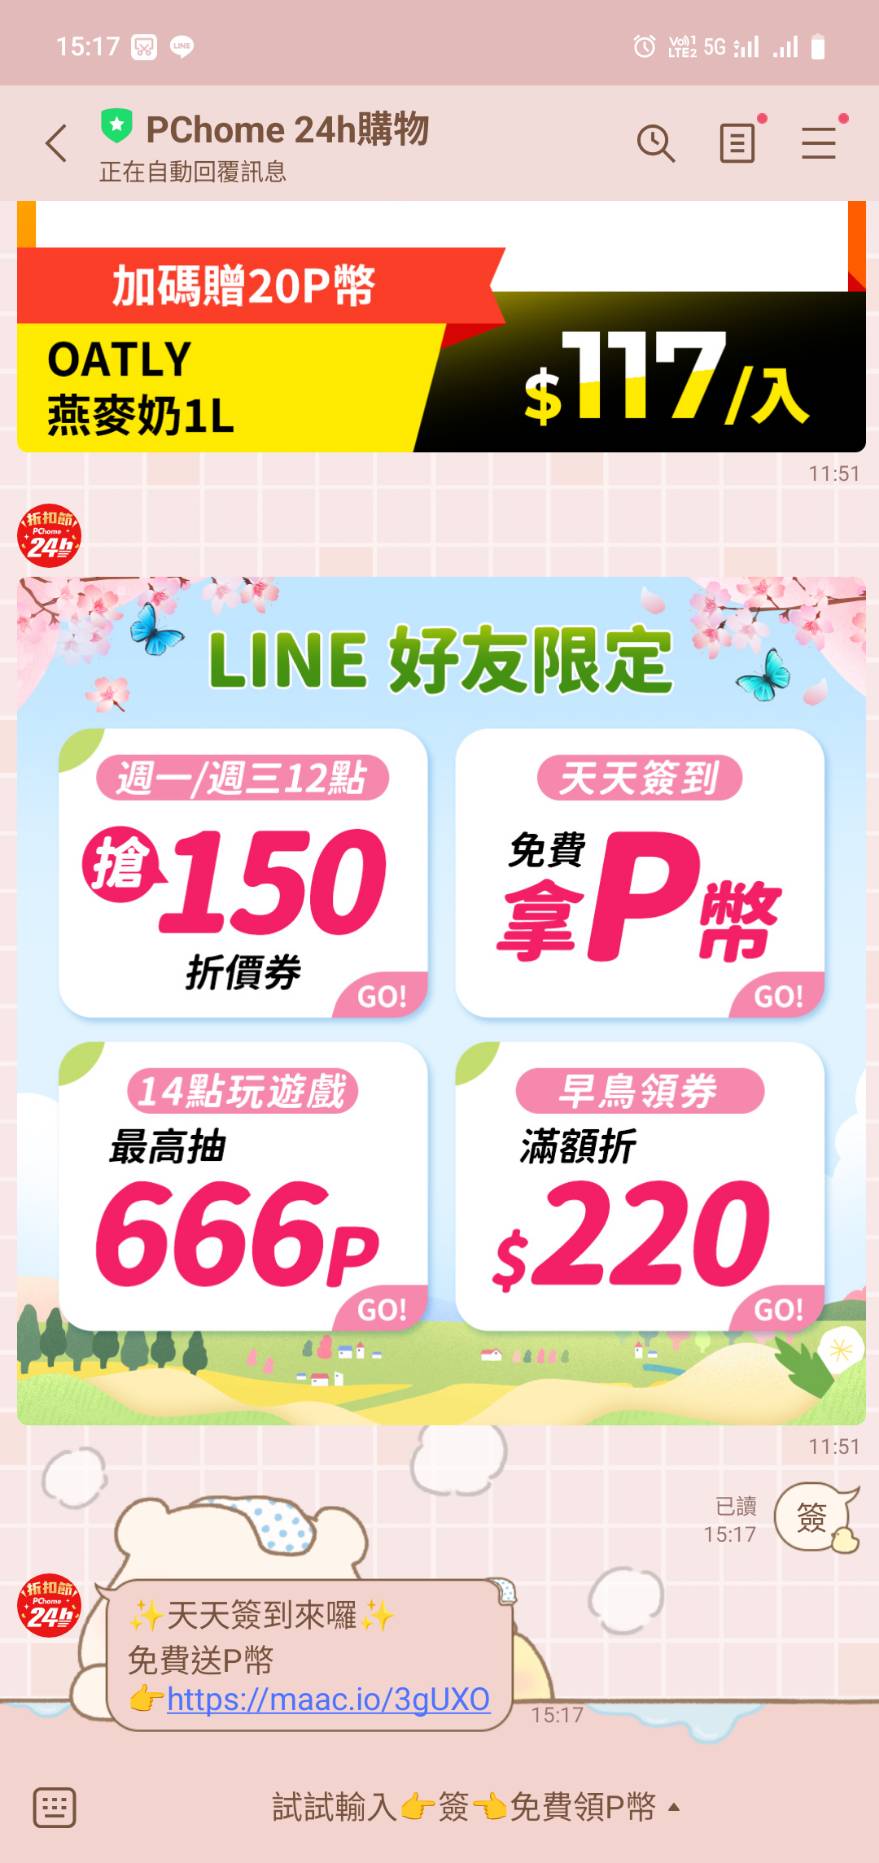 15:17
LINE
Vo))1
LTE2 5G
PChome 24h購物
正在自動回覆訊息
加碼贈20P幣
OATLY
燕麥奶1L
$117/入
11:51
折扣節
PChome
24h
LINE 好友限定
週一/週三12點
搶150
折價券
GO!
天天簽到
免費
拿P幣
GO!
14點玩遊戲
最高抽
666P
GO!
早鳥領券
滿額折
$220
GO!
11:51
已讀
15:17
簽
折扣節
PChome
24h
✨天天簽到來囉✨
免費送P幣
👉https://maac.io/3gUXO
15:17
試試輸入👉簽👈免費領P幣